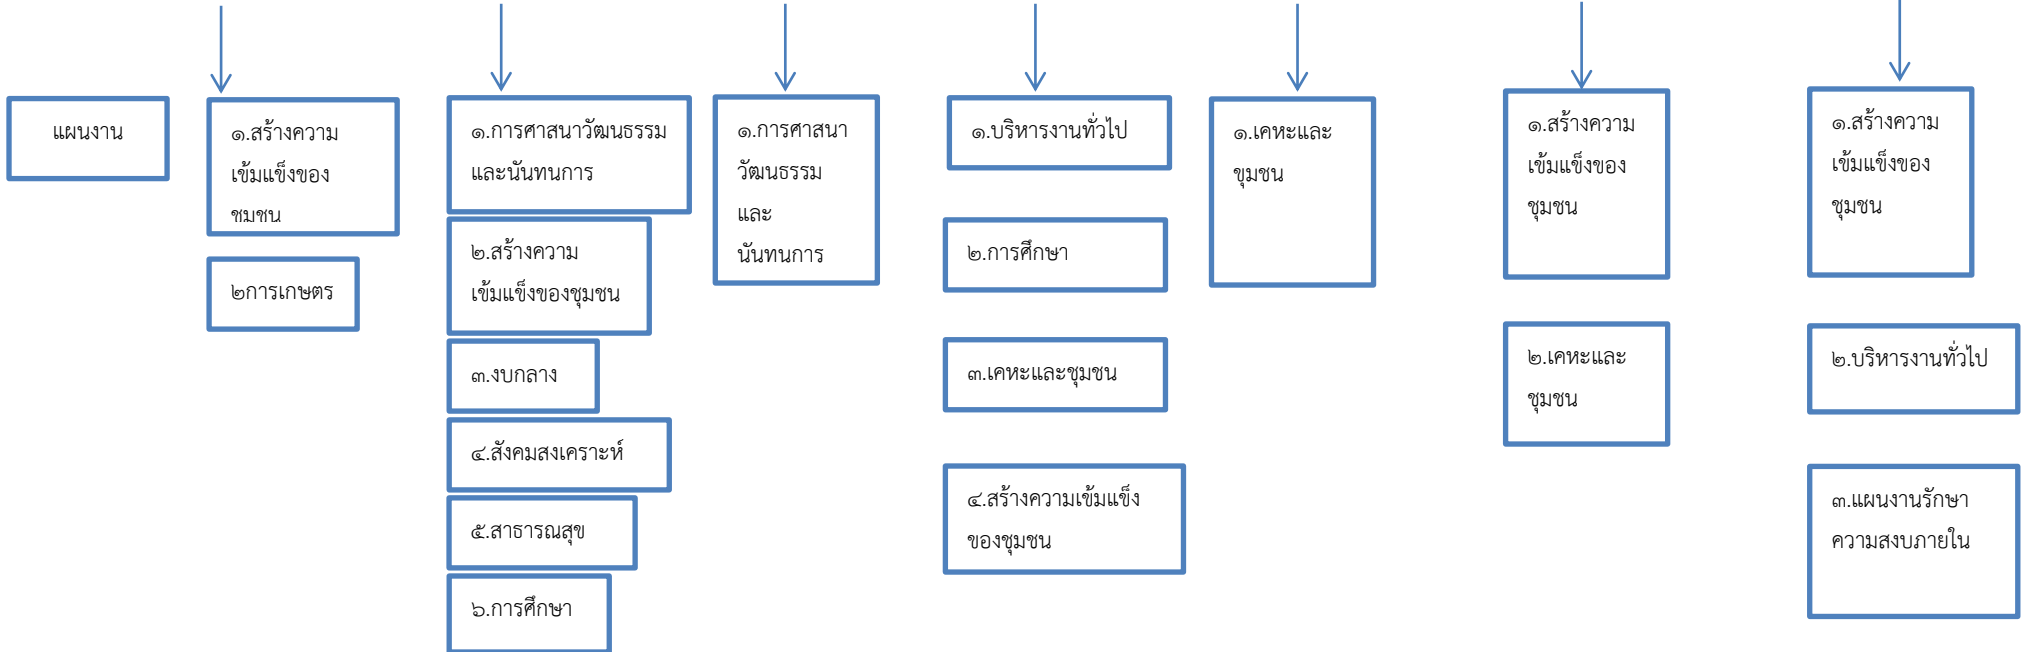 แผนงาน
๑.สร้างความ
เข้มแข็งของ
ชุมชน
๒การเกษตร
๑.การศาสนาวัฒนธรรม
และนันทนการ
๒.สร้างความ
เข้มแข็งของชุมชน
๓.งบกลาง
๔.สังคมสงเคราะห์
๕.สาธารณสุข
๖.การศึกษา
๑.การศาสนา
วัฒนธรรม
และ
นันทนการ
๑.บริหารงานทั่วไป
๒.การศึกษา
๓.เคหะและชุมชน
๔.สร้างความเข้มแข็ง
ของชุมชน
๑.เคหะและ
ขุมชน
๑.สร้างความ
เข้มแข็งของ
ชุมชน
๒.เคหะและ
ชุมชน
๑.สร้างความ
เข้มแข็งของ
ชุมชน
๒.บริหารงานทั่วไป
๓.แผนงานรักษา
ความสงบภายใน